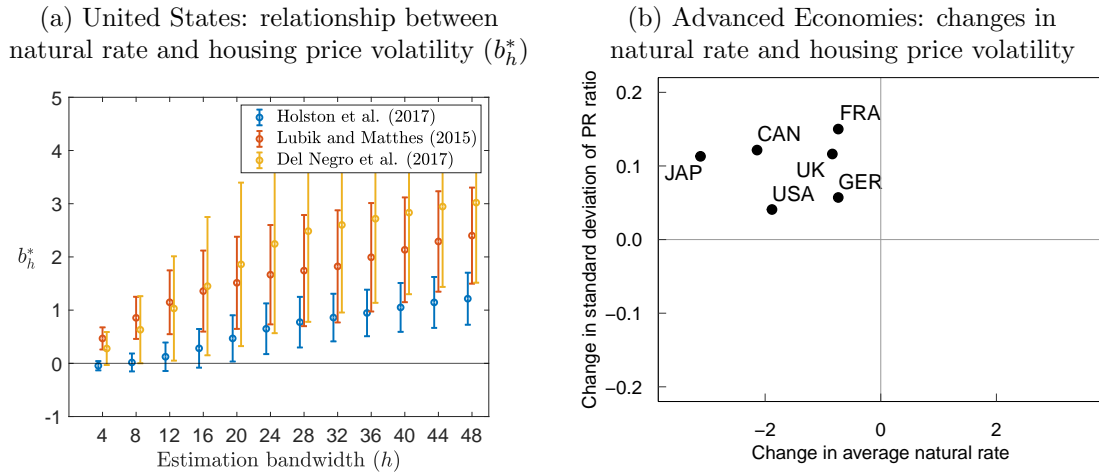 (a) United States: relationship between
natural rate and housing price volatility (b*h)
5
4
3
2
1
0
-1
b*h
Holston et al. (2017)
Lubik and Matthes (2015)
Del Negro et al. (2017)
4 8 12 16 20 24 28 32 36 40 44 48
Estimation bandwidth (h)
(b) Advanced Economies: changes in
natural rate and housing price volatility
Change in standard deviation of PR ratio
0.2
0.1
0.0
−0.1
−0.2
FRA
CAN
UK
JAP
GER
USA
−2 0 2
Change in average natural rate